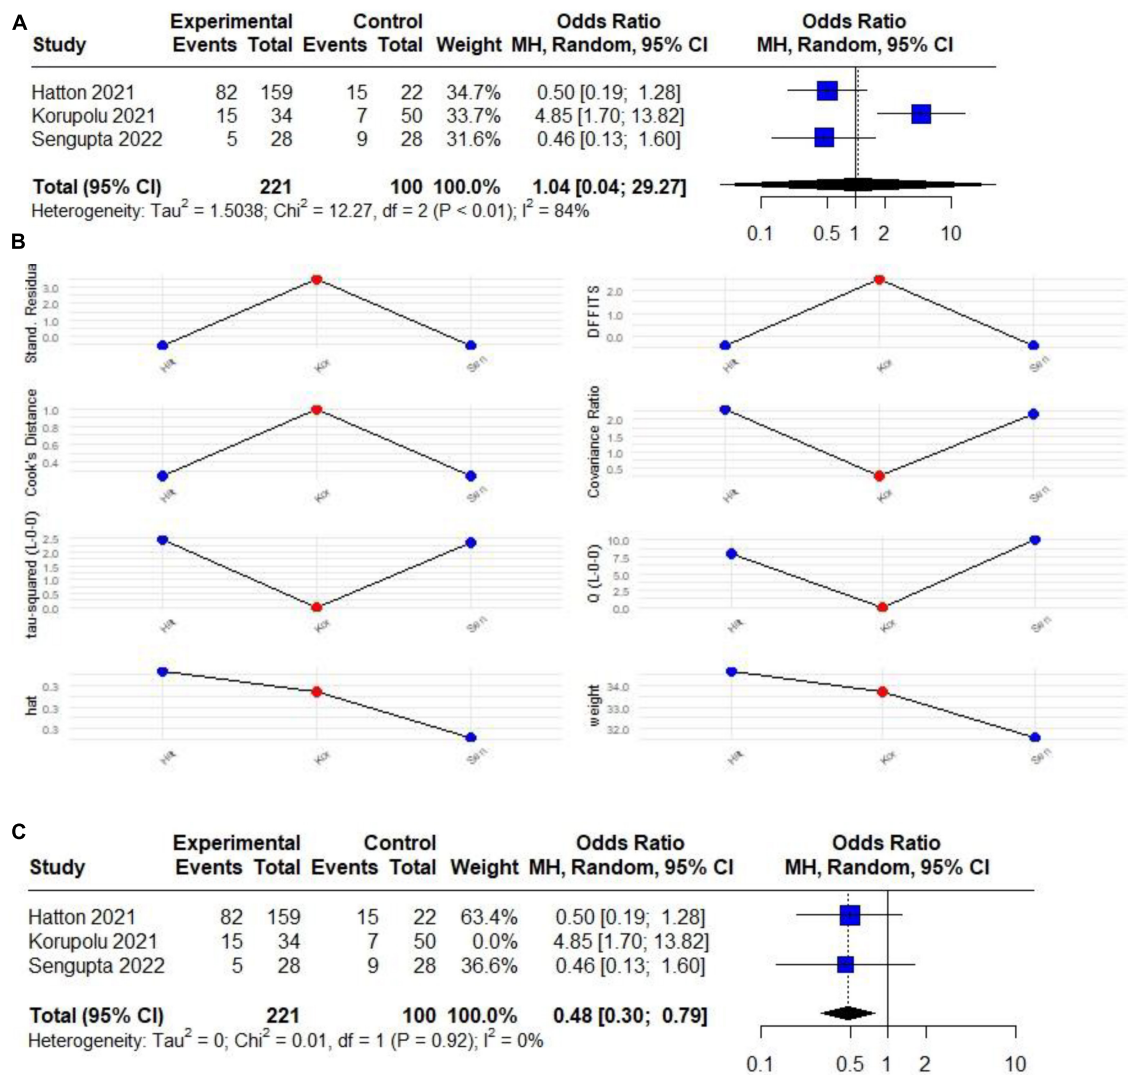 A
Experimental Control Odds Ratio Odds Ratio
Study Events Total Events Total Weight MH, Random, 95% CI MH, Random, 95% CI
Hatton 2021 82 159 15 22 34.7% 0.50 [0.19; 1.28]
Korupolu 2021 15 34 7 50 33.7% 4.85 [1.70; 13.82]
Sengupta 2022 5 28 9 28 31.6% 0.46 [0.13; 1.60]
Total (95% CI) 221 100 100.0% 1.04 [0.04; 29.27]
Heterogeneity: Tau² = 1.5038; Chi² = 12.27, df = 2 (P < 0.01); I² = 84%
0.1 0.5 1 2 10
B
Stand. Residua
3.0
2.0
1.0
0.0
DFFITS
2.0
1.0
0.0
Cook's Distance
1.0
0.8
0.6
0.4
Covariance Ratio
2.0
1.5
1.0
0.5
tau-squared (L-0-0)
2.5
2.0
1.5
1.0
0.5
0.0
Q (L-0-0)
10.0
7.5
5.0
2.5
0.0
hat
0.3
0.3
0.3
weight
34.0
33.0
32.0
C
Experimental Control Odds Ratio Odds Ratio
Study Events Total Events Total Weight MH, Random, 95% CI MH, Random, 95% CI
Hatton 2021 82 159 15 22 63.4% 0.50 [0.19; 1.28]
Korupolu 2021 15 34 7 50 0.0% 4.85 [1.70; 13.82]
Sengupta 2022 5 28 9 28 36.6% 0.46 [0.13; 1.60]
Total (95% CI) 221 100 100.0% 0.48 [0.30; 0.79]
Heterogeneity: Tau² = 0; Chi² = 0.01, df = 1 (P = 0.92); I² = 0%
0.1 0.5 1 2 10